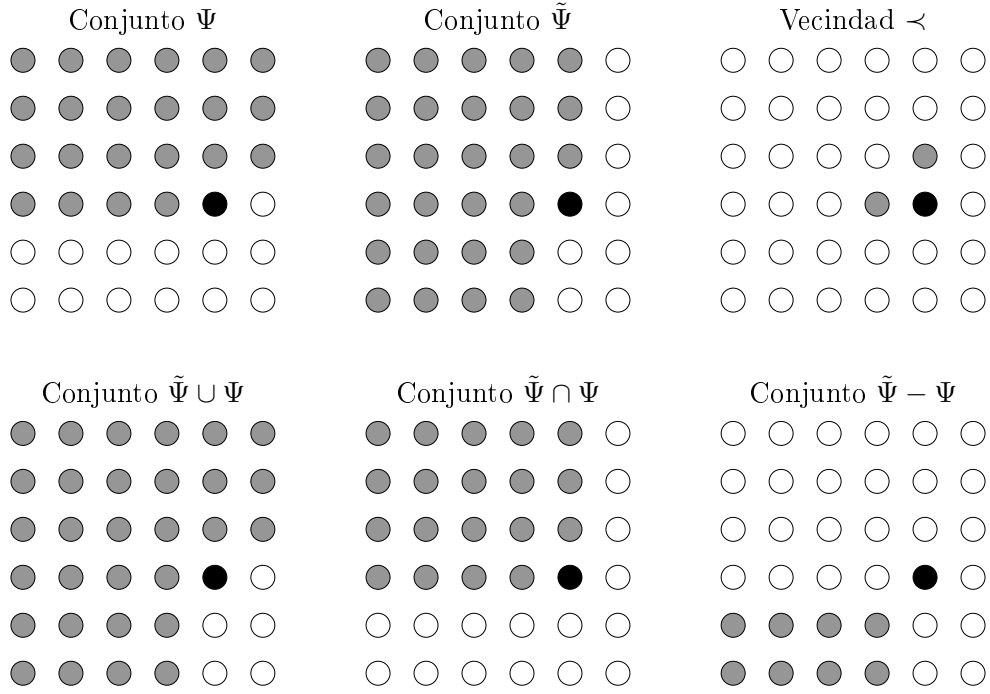 Conjunto Ψ
Conjunto Ψ̃
Vecindad ≺
Conjunto Ψ̃ ∪ Ψ
Conjunto Ψ̃ ∩ Ψ
Conjunto Ψ̃ − Ψ